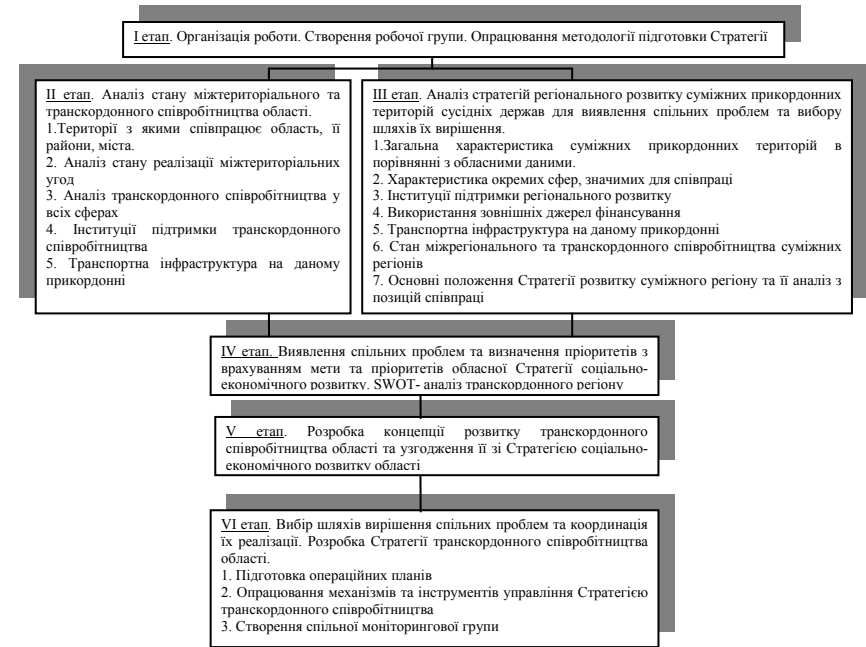 І етап. Організація роботи. Створення робочої групи. Опрацювання методології підготовки Стратегії
ІІ етап. Аналіз стану міжтериторіального та
транскордонного співробітництва області.
1.Території з якими співпрацює область, її
райони, міста.
2. Аналіз стану реалізації міжтериторіальних
угод
3. Аналіз транскордонного співробітництва у
всіх сферах
4. Інституції підтримки транскордонного
співробітництва
5. Транспортна інфраструктура на даному
прикордонні
ІІІ етап. Аналіз стратегій регіонального розвитку суміжних прикордонних
територій сусідніх держав для виявлення спільних проблем та вибору
шляхів їх вирішення.
1.Загальна характеристика суміжних прикордонних територій в
порівнянні з обласними даними.
2. Характеристика окремих сфер, значимих для співпраці
3. Інституції підтримки регіонального розвитку
4. Використання зовнішніх джерел фінансування
5. Транспортна інфраструктура на даному прикордонні
6. Стан міжрегіонального та транскордонного співробітництва суміжних
регіонів
7. Основні положення Стратегії розвитку суміжного регіону та її аналіз з
позицій співпраці
IV етап. Виявлення спільних проблем та визначення пріоритетів з
врахуванням мети та пріоритетів обласної Стратегії соціально-
економічного розвитку. SWOT- аналіз транскордонного регіону
V етап. Розробка концепції розвитку транскордонного
співробітництва області та узгодження її зі Стратегією соціально-
економічного розвитку області
VI етап. Вибір шляхів вирішення спільних проблем та координація
їх реалізації. Розробка Стратегії транскордонного співробітництва
області.
1. Підготовка операційних планів
2. Опрацювання механізмів та інструментів управління Стратегією
транскордонного співробітництва
3. Створення спільної моніторингової групи